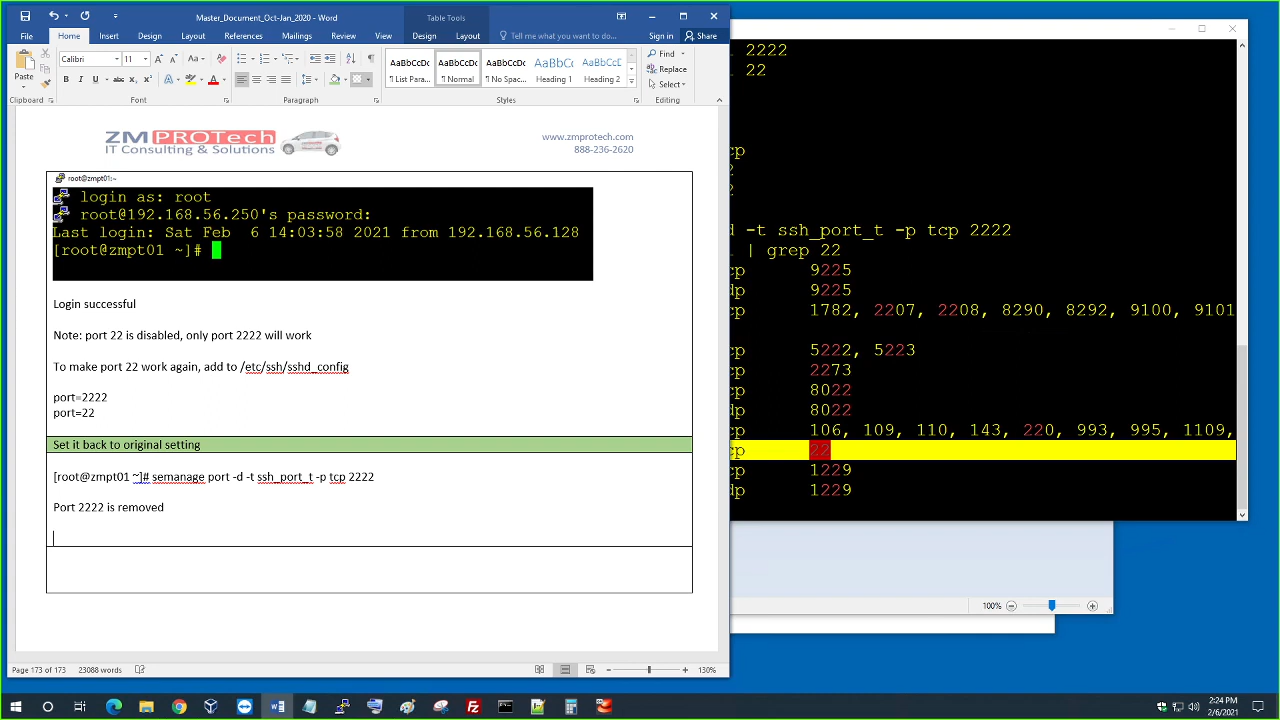 Master_Document_Oct-Jan_2020 - Word
Table Tools
File Home Insert Design Layout References Mailings Review View Design Layout Tell me what you want to do... Sign in Share
Calibri 11
Paste
Find
Replace
Select
AaBbCcDc AaBbCcDc AaBbCcDc AaBbCc AaBbCcE
¶ List Para... ¶ Normal ¶ No Spac... Heading 1 Heading 2
Clipboard Font Paragraph Styles Editing
ZM PROTech
IT Consulting & Solutions
www.zmprotech.com
888-236-2620
root@zmpt01:~
login as: root
root@192.168.56.250's password:
Last login: Sat Feb  6 14:03:58 2021 from 192.168.56.128
[root@zmpt01 ~]#
Login successful
Note: port 22 is disabled, only port 2222 will work
To make port 22 work again, add to /etc/ssh/sshd_config
port=2222
port=22
Set it back to original setting
[root@zmpt01 ~]# semanage port -d -t ssh_port_t -p tcp 2222
Port 2222 is removed
Page 173 of 173 23088 words
130%
2222
22
cp
d -t ssh_port_t -p tcp 2222
| grep 22
cp 9225
dp 9225
cp 1782, 2207, 2208, 8290, 8292, 9100, 9101
cp 5222, 5223
cp 2273
cp 8022
dp 8022
cp 106, 109, 110, 143, 220, 993, 995, 1109,
cp 22
cp 1229
dp 1229
100%
2:24 PM
2/6/2021